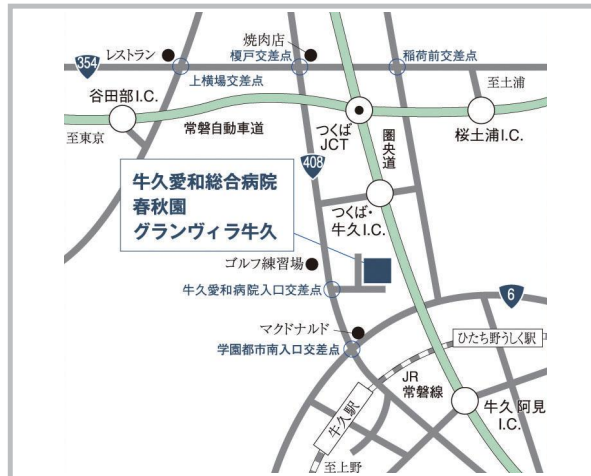 レストラン
焼肉店
榎戸交差点
稲荷前交差点
354
上横場交差点
至土浦
谷田部I.C.
至東京
常磐自動車道
つくば
JCT
圏央道
桜土浦I.C.
408
牛久愛和総合病院
春秋園
グランヴィラ牛久
つくば・
牛久I.C.
ゴルフ練習場
牛久愛和病院入口交差点
6
マクドナルド
学園都市南入口交差点
ひたち野うしく駅
JR
常磐線
牛久駅
牛久 阿見
I.C.
至上野